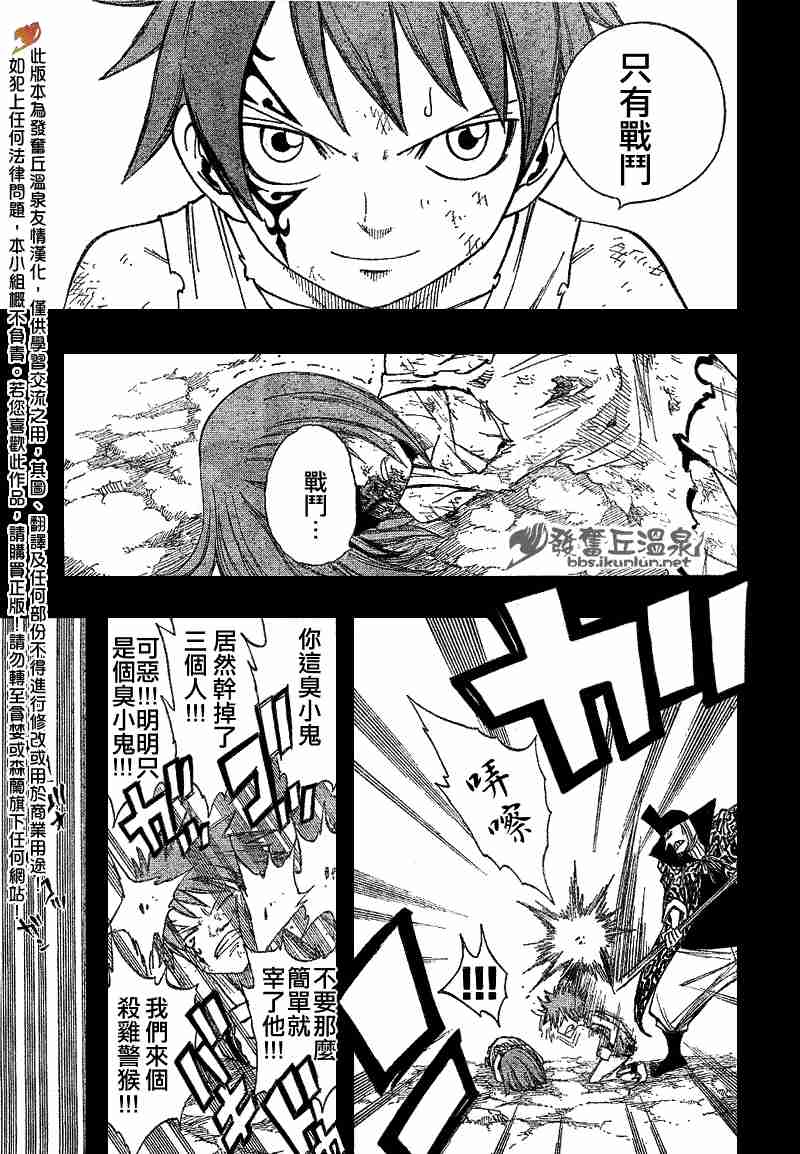 只有戰鬥
戰鬥…
發奮丘溫泉
bbs.ikunlun.net
ガッ
弄嚓
!!!
你這臭小鬼
居然幹掉了
三個人!!!
可惡!!!明明只
是個臭小鬼!!!
不要那麼
簡單就
宰了他!!!
我們來個
殺雞警猴!!!
此版本為發奮丘溫泉友情漢化，僅供學習交流之用，其圖、翻譯及任何部份不得進行修改或用於商業用途！
如犯上任何法律問題，本小組概不負責。若您喜歡此作品，請購買正版！請勿轉至貪婪或森蘭旗下任何網站！